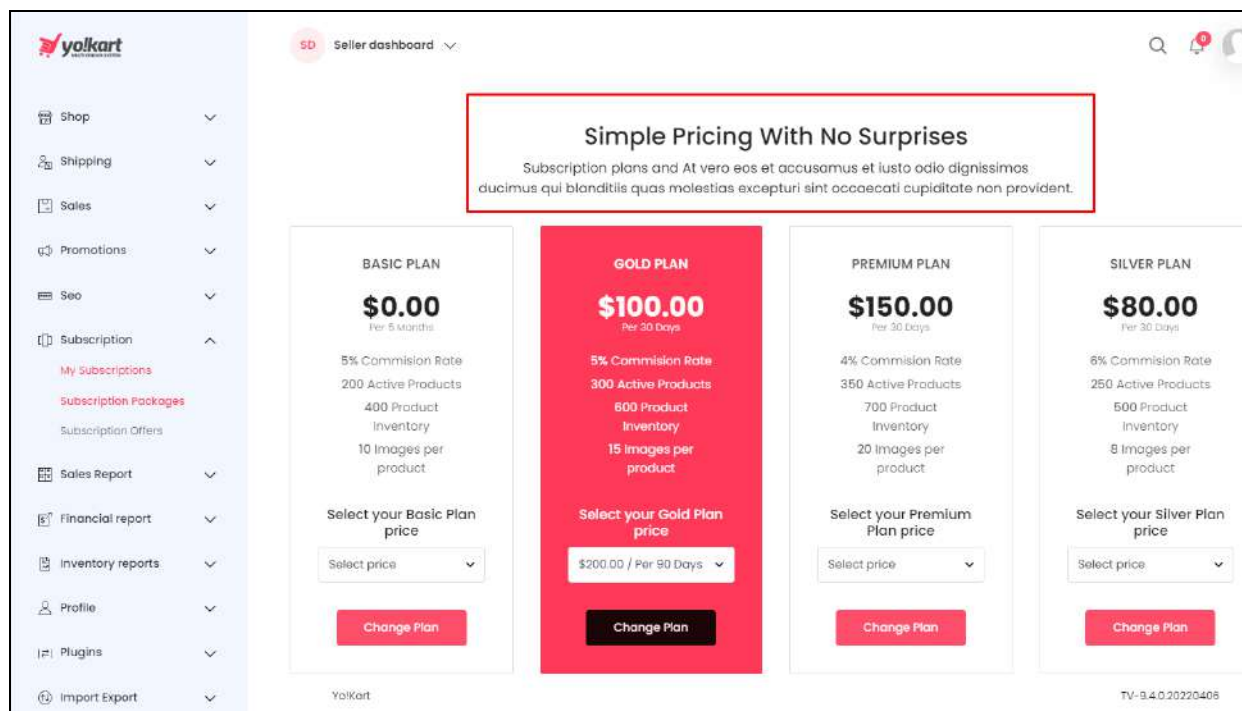 yo!kart
SD Seller dashboard
0
Shop
Shipping
Sales
Promotions
Seo
Subscription
My Subscriptions
Subscription Packages
Subscription Offers
Sales Report
Financial report
Inventory reports
Profile
Plugins
Import Export
Simple Pricing With No Surprises
Subscription plans and At vero eos et accusamus et iusto odio dignissimos
ducimus qui blanditiis quas molestias excepturi sint occaecati cupiditate non provident.
BASIC PLAN
$0.00
Per 5 Months
5% Commision Rate
200 Active Products
400 Product
Inventory
10 Images per
product
Select your Basic Plan
price
Select price
Change Plan
GOLD PLAN
$100.00
Per 30 Days
5% Commision Rate
300 Active Products
600 Product
Inventory
15 Images per
product
Select your Gold Plan
price
$200.00 / Per 90 Days
Change Plan
PREMIUM PLAN
$150.00
Per 30 Days
4% Commision Rate
350 Active Products
700 Product
Inventory
20 Images per
product
Select your Premium
Plan price
Select price
Change Plan
SILVER PLAN
$80.00
Per 30 Days
6% Commision Rate
250 Active Products
500 Product
Inventory
8 Images per
product
Select your Silver Plan
price
Select price
Change Plan
Yo!Kart
TV-9.4.0.20220406